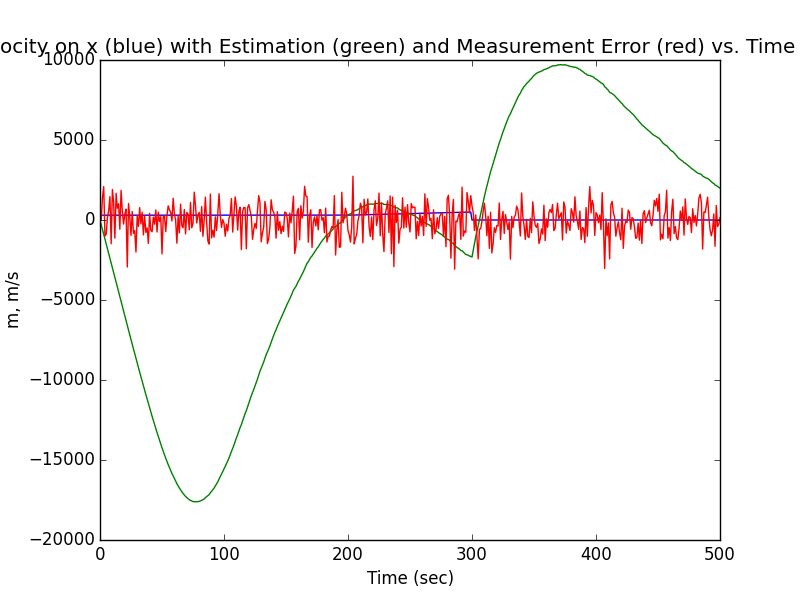 ocity on x (blue) with Estimation (green) and Measurement Error (red) vs. Time
10000
5000
0
−5000
−10000
−15000
−20000
m, m/s
0 100 200 300 400 500
Time (sec)